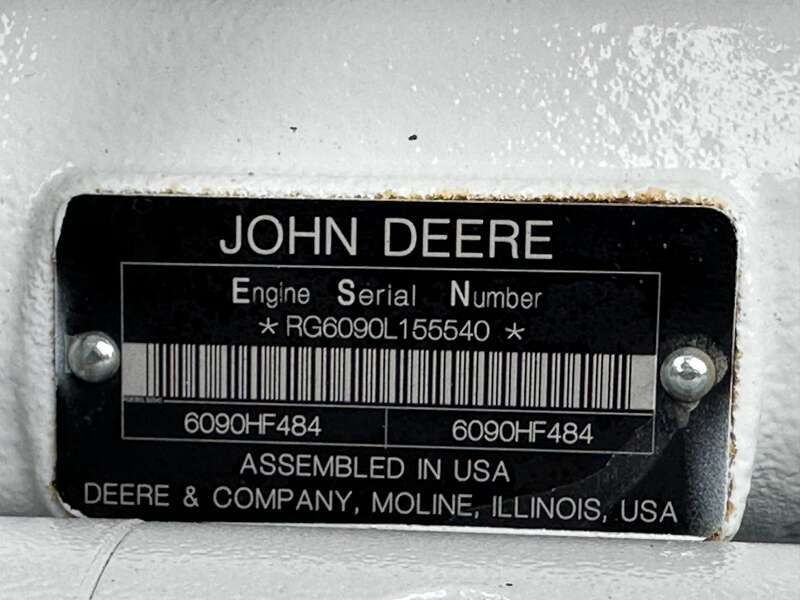 JOHN DEERE
Engine Serial Number
* RG6090L155540 *
6090HF484 6090HF484
ASSEMBLED IN USA
DEERE & COMPANY, MOLINE, ILLINOIS, USA